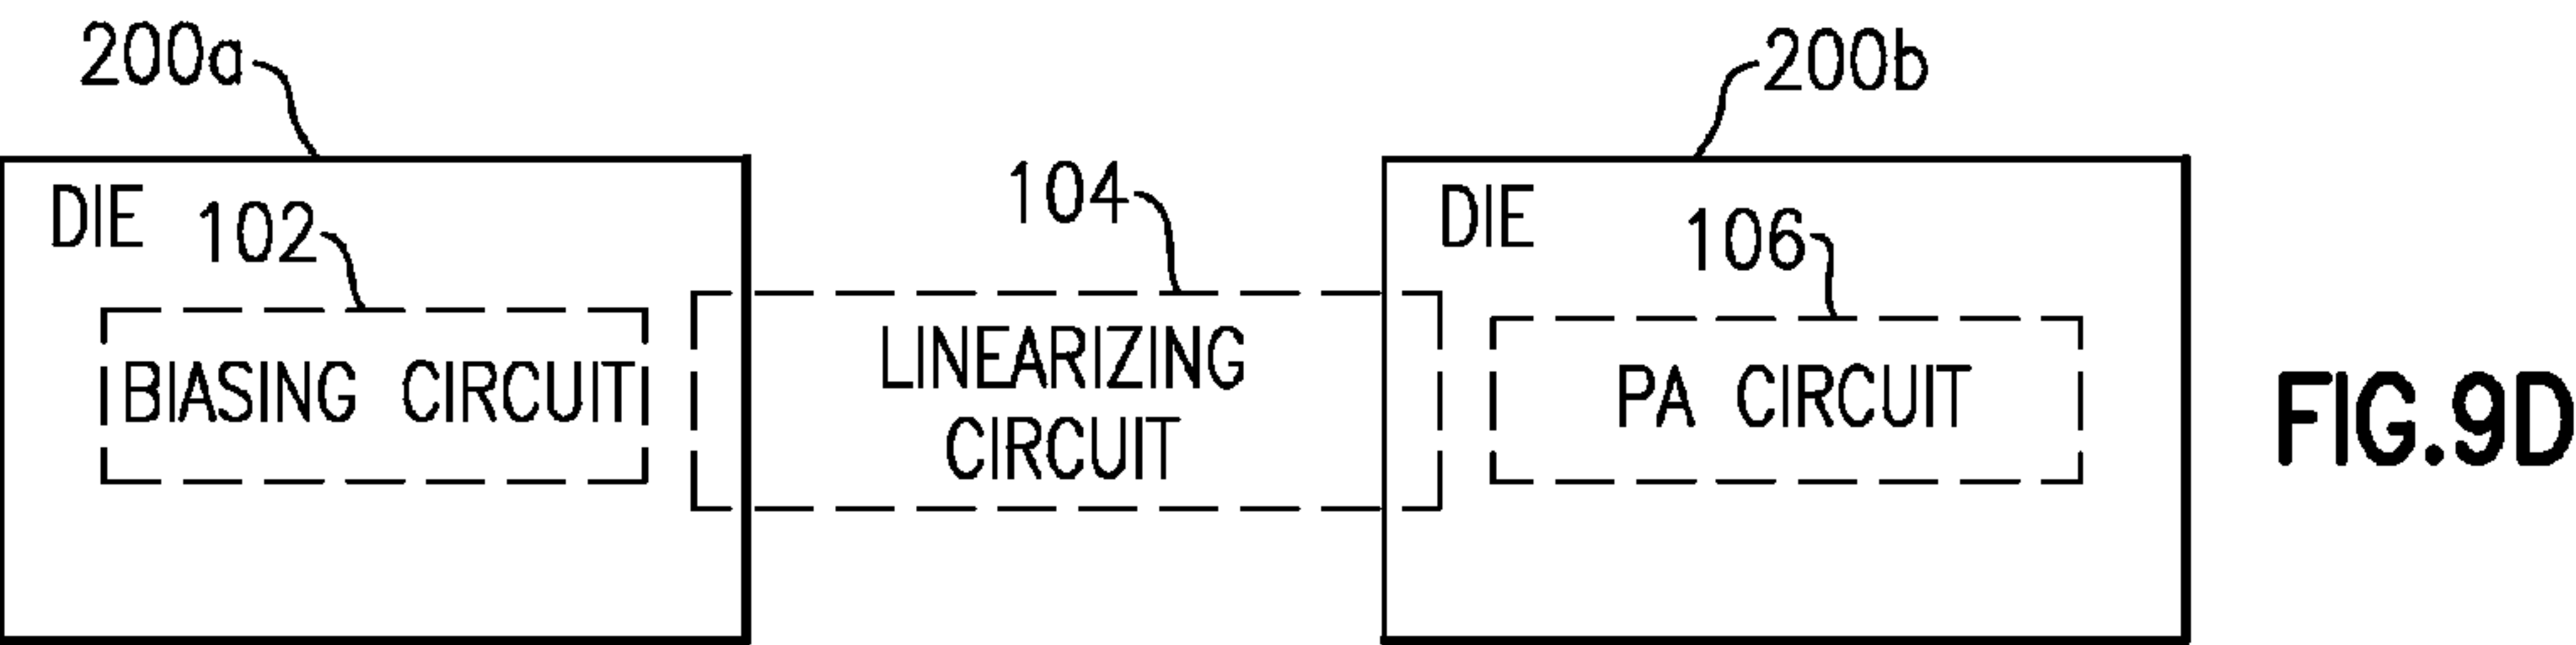 200a
200b
DIE
102
104
DIE
106
BIASING CIRCUIT
LINEARIZING
CIRCUIT
PA CIRCUIT
FIG.9D